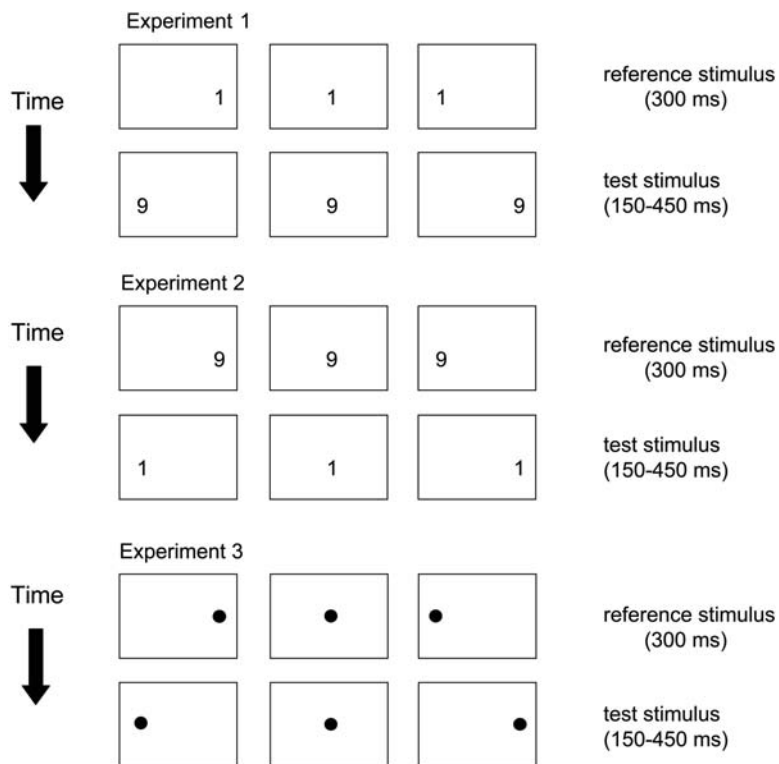 Experiment 1
Time
1 1 1
reference stimulus
(300 ms)
9 9 9
test stimulus
(150-450 ms)
Experiment 2
Time
9 9 9
reference stimulus
(300 ms)
1 1 1
test stimulus
(150-450 ms)
Experiment 3
Time
reference stimulus
(300 ms)
test stimulus
(150-450 ms)